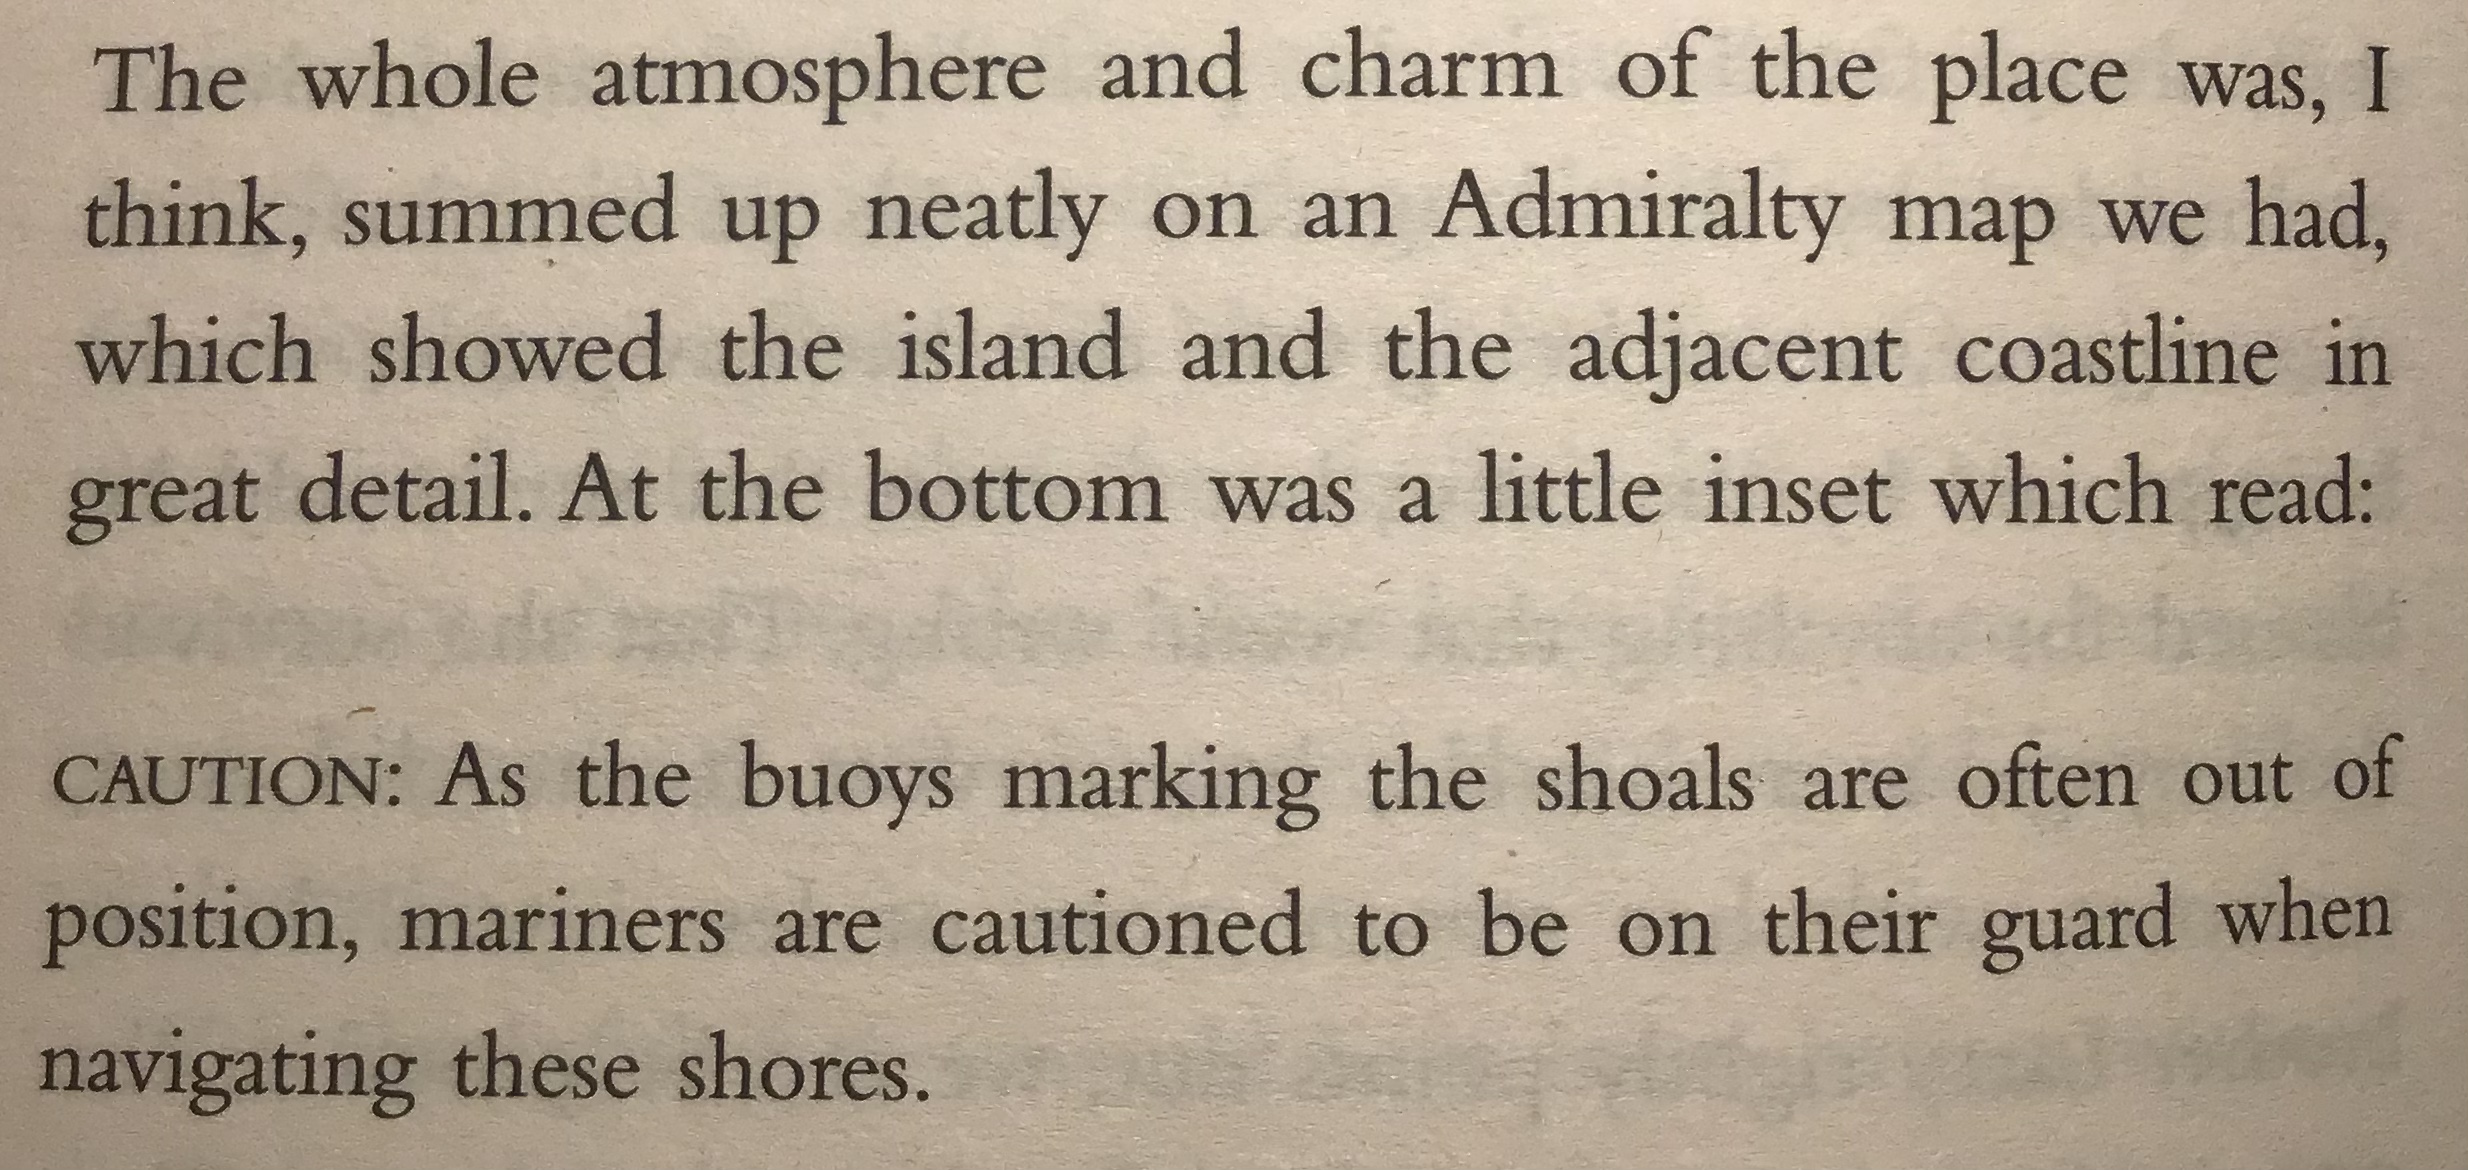 The whole atmosphere and charm of the place was, I
think, summed up neatly on an Admiralty map we had,
which showed the island and the adjacent coastline in
great detail. At the bottom was a little inset which read:
CAUTION: As the buoys marking the shoals are often out of
position, mariners are cautioned to be on their guard when
navigating these shores.